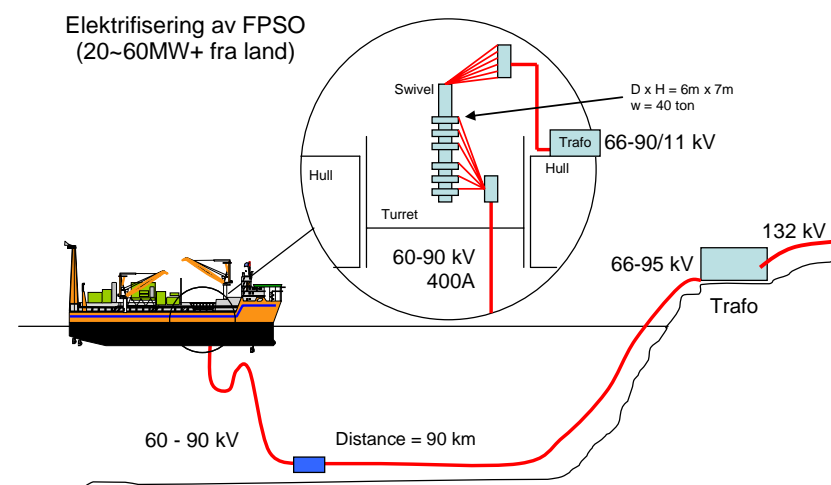 Elektrifisering av FPSO
(20~60MW+ fra land)
Swivel
D x H = 6m x 7m
w = 40 ton
Trafo
66-90/11 kV
Hull
Hull
Turret
60-90 kV
400A
132 kV
66-95 kV
Trafo
60 - 90 kV
Distance = 90 km